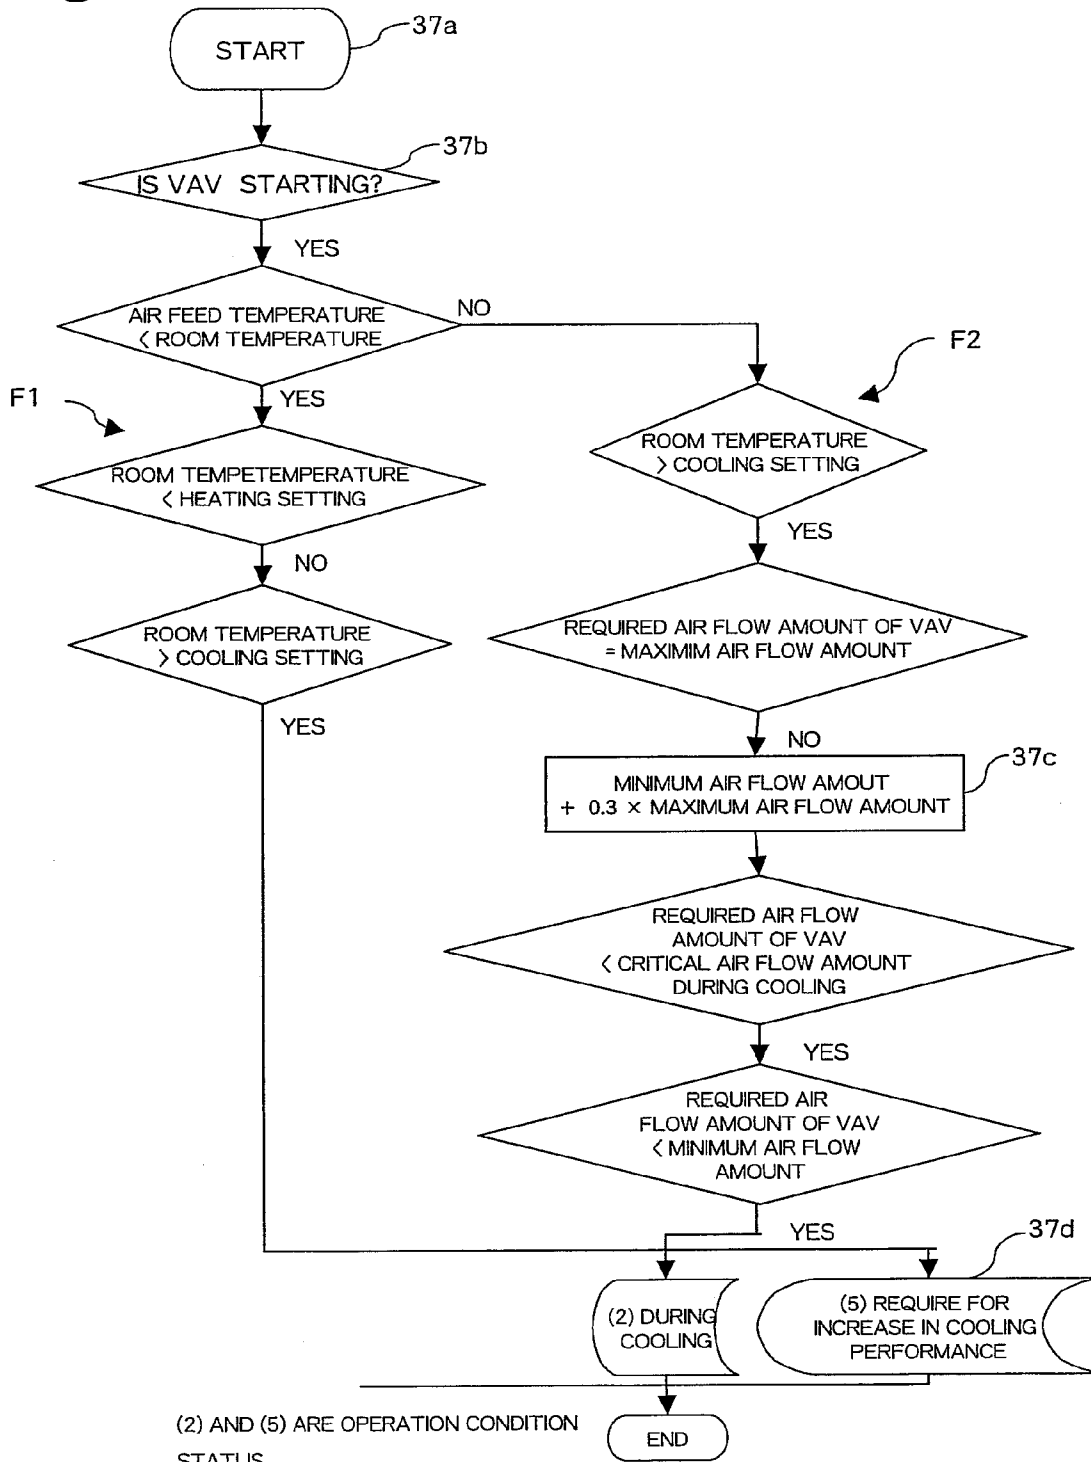 START
37a
IS VAV STARTING?
37b
YES
AIR FEED TEMPERATURE
< ROOM TEMPERATURE
NO
F2
F1
YES
ROOM TEMPERATURE
> COOLING SETTING
ROOM TEMPETEMPERATURE
< HEATING SETTING
YES
NO
ROOM TEMPERATURE
> COOLING SETTING
REQUIRED AIR FLOW AMOUNT OF VAV
= MAXIMIM AIR FLOW AMOUNT
YES
NO
37c
MINIMUM AIR FLOW AMOUT
+ 0.3 × MAXIMUM AIR FLOW AMOUNT
REQUIRED AIR FLOW
AMOUNT OF VAV
< CRITICAL AIR FLOW AMOUNT
DURING COOLING
YES
REQUIRED AIR
FLOW AMOUNT OF VAV
< MINIMUM AIR FLOW
AMOUNT
YES
37d
(2) DURING
COOLING
(5) REQUIRE FOR
INCREASE IN COOLING
PERFORMANCE
(2) AND (5) ARE OPERATION CONDITION
STATUS
END